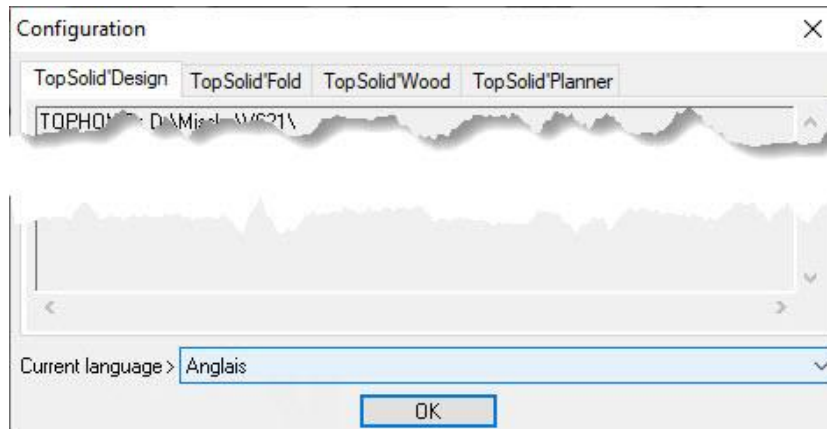 Configuration
TopSolid'Design TopSolid'Fold TopSolid'Wood TopSolid'Planner
Current language > Anglais
OK